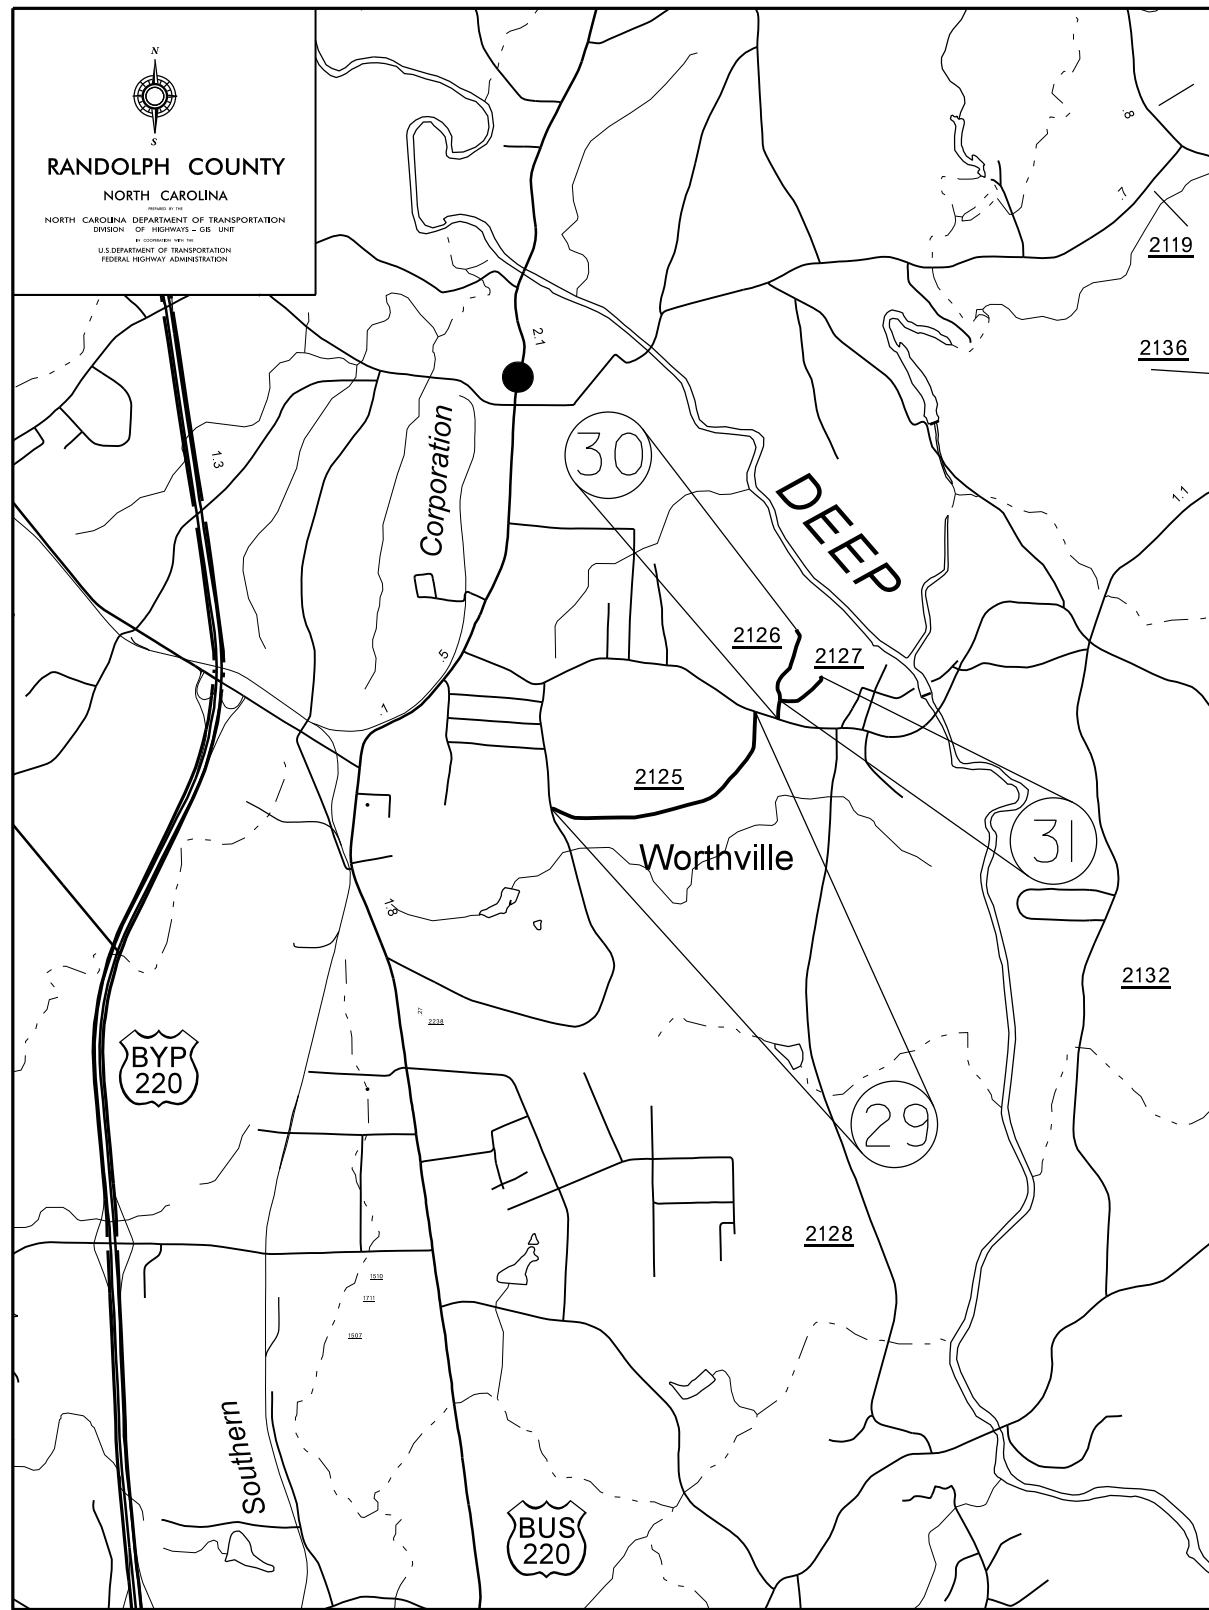 N
S
RANDOLPH COUNTY
NORTH CAROLINA
PREPARED BY THE
NORTH CAROLINA DEPARTMENT OF TRANSPORTATION
DIVISION OF HIGHWAYS - GIS UNIT
IN COOPERATION WITH THE
U.S.DEPARTMENT OF TRANSPORTATION
FEDERAL HIGHWAY ADMINISTRATION
.8
.7
2119
2.1
2136
1.3
Corporation
30
DEEP
1.1
.5
2126
2127
.1
2125
31
Worthville
1.8
2132
.27
2238
BYP
220
29
2128
1510
1711
1507
Southern
BUS
220